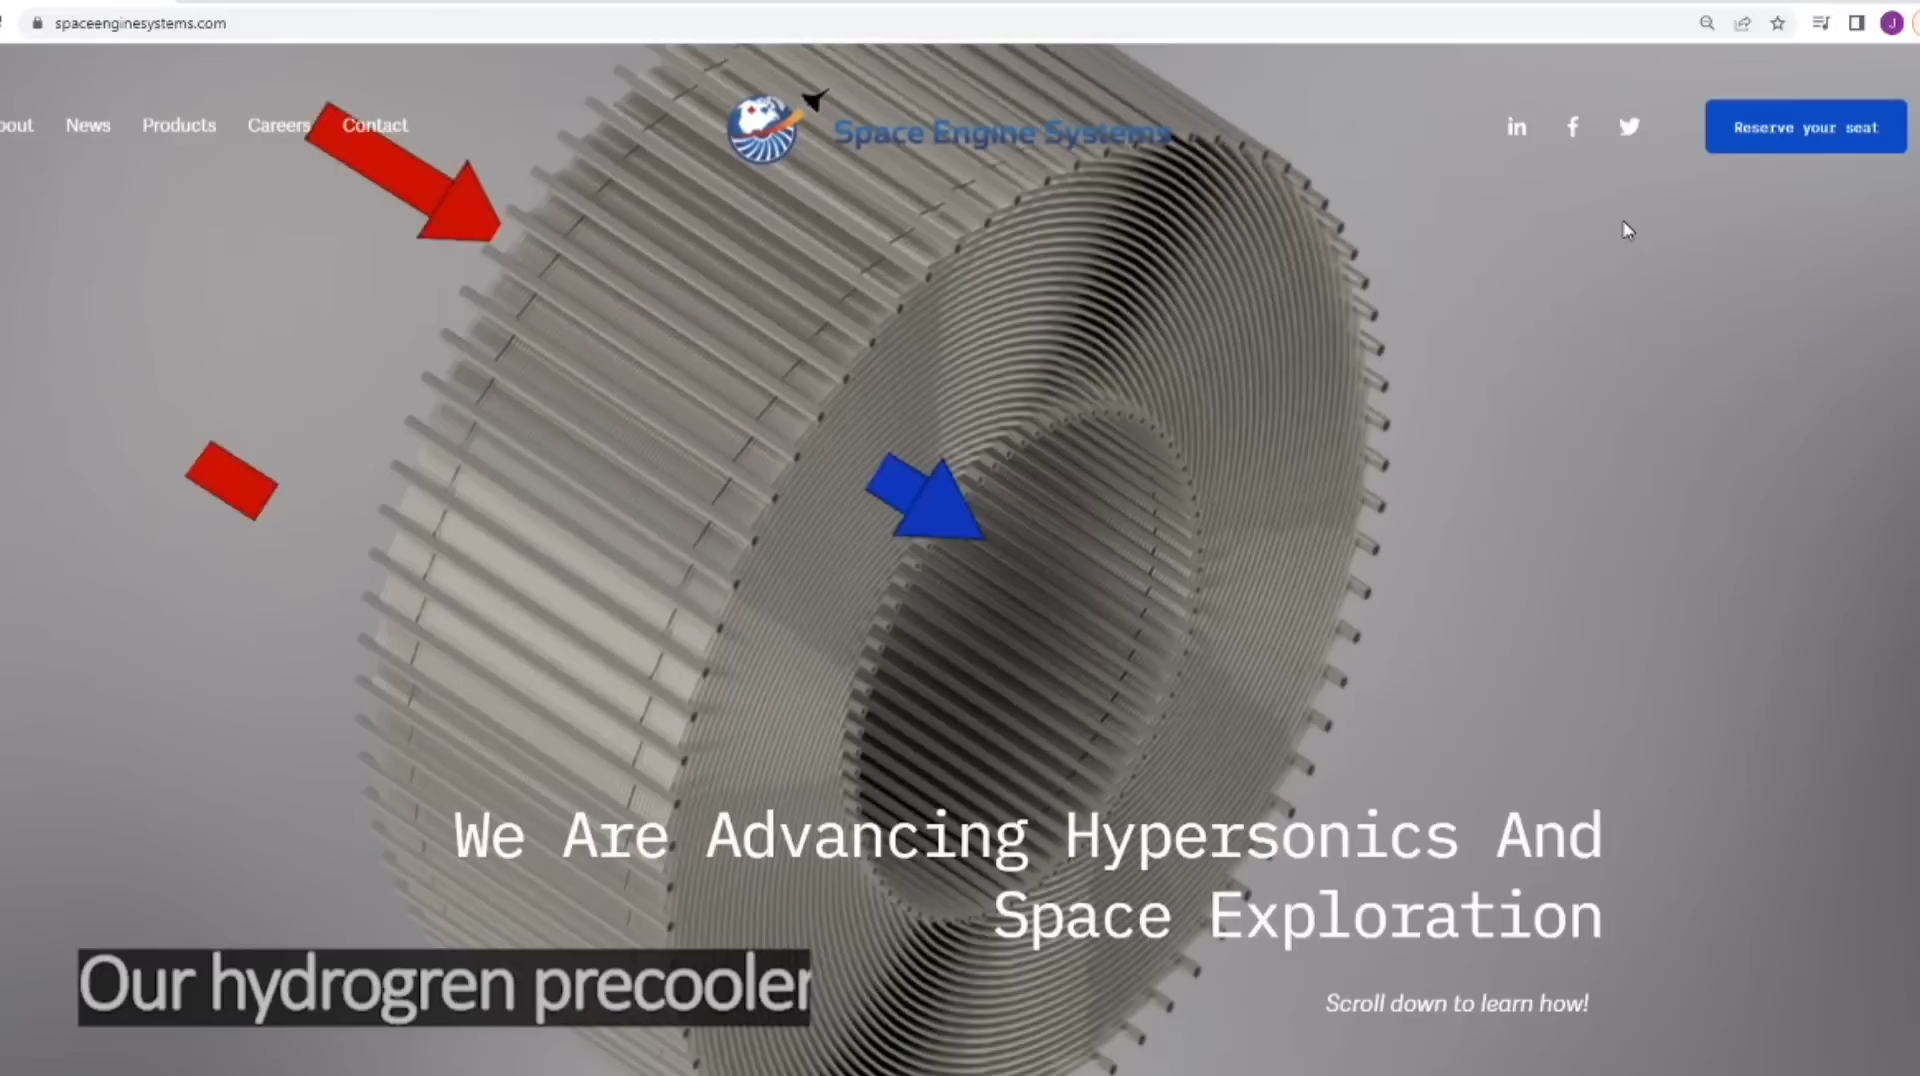 spaceenginesystems.com
J
bout News Products Careers Contact
Space Engine Systems
in f
Reserve your seat
We Are Advancing Hypersonics And
Space Exploration
Our hydrogren precooler
Scroll down to learn how!